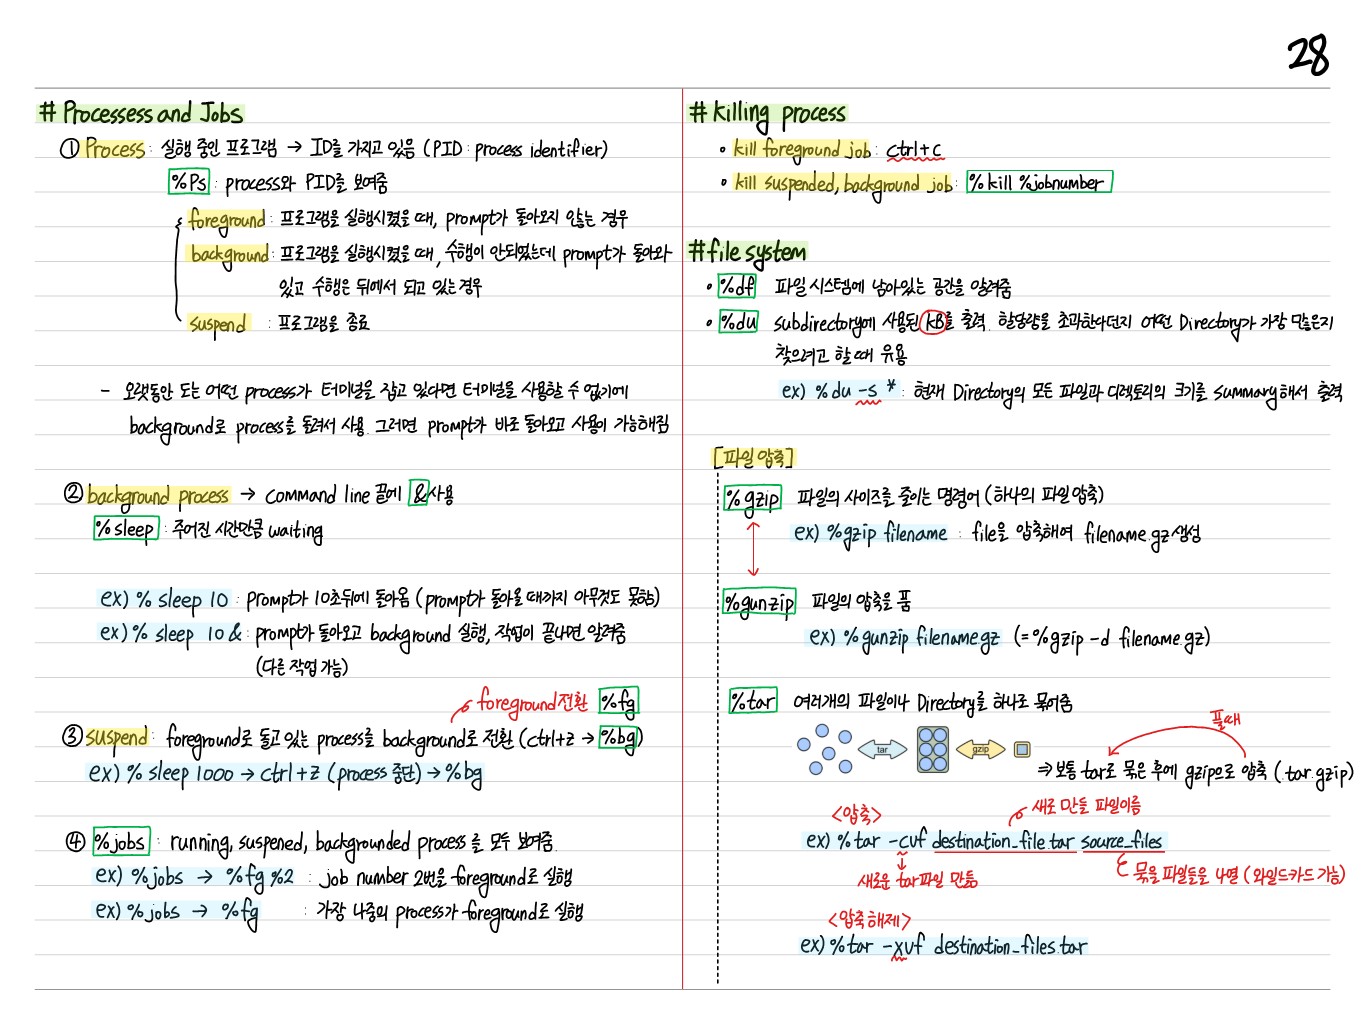 28
# Processess and Jobs
① Process : 실행 중인 프로그램 → ID를 가지고 있음 (PID : process identifier)
%Ps : process와 PID를 보여줌
foreground : 프로그램을 실행시켰을 때, prompt가 돌아오지 않는 경우
background : 프로그램을 실행시켰을 때, 수행이 안되었는데 prompt가 돌아와
있고 수행은 뒤에서 되고 있는 경우
suspend : 프로그램을 종료
- 오랫동안 도는 어떤 process가 터미널을 잡고 있다면 터미널을 사용할 수 없기에
background로 process를 돌려서 사용. 그러면 prompt가 바로 돌아오고 사용이 가능해짐
② background process → command line 끝에 & 사용
%sleep : 주어진 시간만큼 waiting
ex) % sleep 10 : prompt가 10초뒤에 돌아옴 (prompt가 돌아올 때까지 아무것도 못함)
ex) % sleep 10 & : prompt가 돌아오고 background 실행, 작업이 끝나면 알려줌
(다른 작업 가능)
foreground 전환 %fg
③ suspend : foreground로 돌고 있는 process를 background로 전환 (ctrl+z → %bg)
ex) % sleep 1000 → ctrl+z (process 중단) → %bg
④ %jobs : running, suspened, backgrounded process를 모두 보여줌.
ex) %jobs → %fg %2 : job number 2번을 foreground로 실행
ex) %jobs → %fg : 가장 나중의 process가 foreground로 실행
# killing process
• kill foreground job : ctrl+c
• kill suspended, background job : % kill %jobnumber
# file system
• %df 파일 시스템에 남아있는 공간을 알려줌
• %du subdirectory에 사용된 kB를 출력. 할당량을 초과한다던지 어떤 Directory가 가장 많은지
찾으려고 할 때 유용
ex) % du -s * : 현재 Directory의 모든 파일과 디렉토리의 크기를 summary해서 출력
[파일 압축]
% gzip 파일의 사이즈를 줄이는 명령어 (하나의 파일 압축)
ex) %gzip filename : file을 압축해여 filename.gz 생성
%gunzip 파일의 압축을 품
ex) %gunzip filename.gz (= %gzip -d filename.gz)
%tar 여러개의 파일이나 Directory를 하나로 묶어줌
풀 때
tar gzip
⇒ 보통 tar로 묶은 후에 gzip으로 압축 (.tar.gzip)
<압축> 새로 만들 파일이름
ex) % tar -cvf destination_file.tar source_files
새로운 tar파일 만듦 묶을 파일들을 나열 (와일드카드 가능)
<압축 해제>
ex) % tar -xvf destination_files.tar